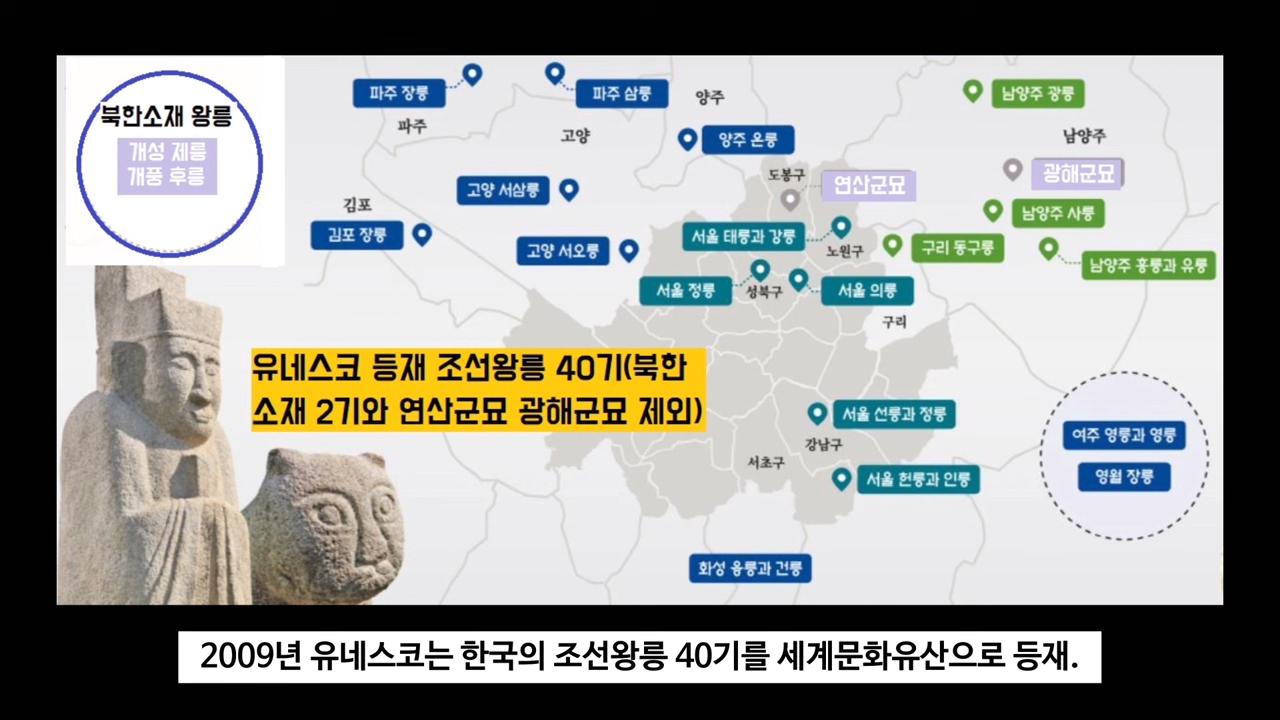 북한소재 왕릉
개성 제릉
개풍 후릉
파주 장릉
파주
파주 삼릉
고양
양주
양주 온릉
남양주 광릉
남양주
광해군묘
도봉구
연산군묘
고양 서삼릉
김포
김포 장릉
고양 서오릉
서울 태릉과 강릉
노원구
남양주 사릉
구리 동구릉
남양주 홍릉과 유릉
서울 정릉
성북구
서울 의릉
구리
유네스코 등재 조선왕릉 40기(북한
소재 2기와 연산군묘 광해군묘 제외)
서울 선릉과 정릉
강남구
서초구
서울 헌릉과 인릉
여주 영릉과 영릉
영월 장릉
화성 융릉과 건릉
2009년 유네스코는 한국의 조선왕릉 40기를 세계문화유산으로 등재.